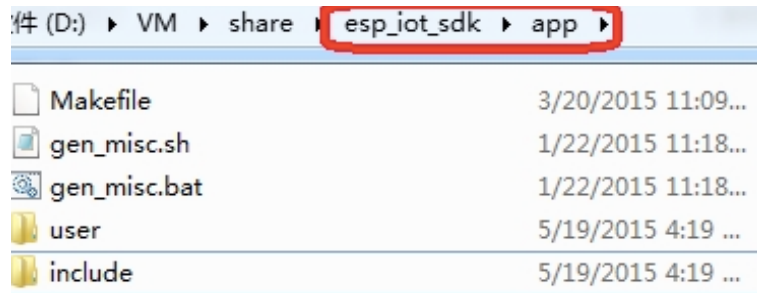 件 (D:) ▸ VM ▸ share ▸ esp_iot_sdk ▸ app ▸
Makefile 3/20/2015 11:09...
gen_misc.sh 1/22/2015 11:18...
gen_misc.bat 1/22/2015 11:18...
user 5/19/2015 4:19 ...
include 5/19/2015 4:19 ...